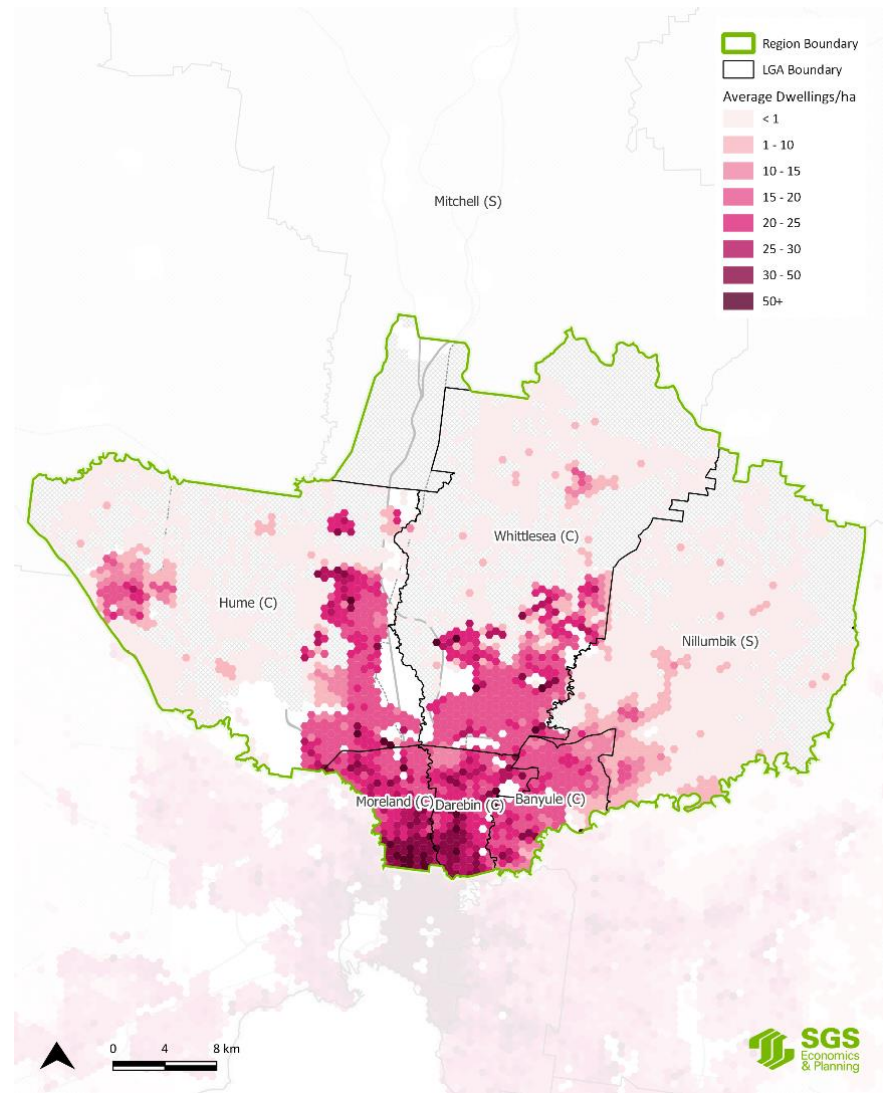 Region Boundary
LGA Boundary
Average Dwellings/ha
< 1
1 - 10
10 - 15
15 - 20
20 - 25
25 - 30
30 - 50
50+
Mitchell (S)
Whittlesea (C)
Hume (C)
Nillumbik (S)
Moreland (C)
Darebin (C)
Banyule (C)
0 4 8 km
SGS
Economics
& Planning